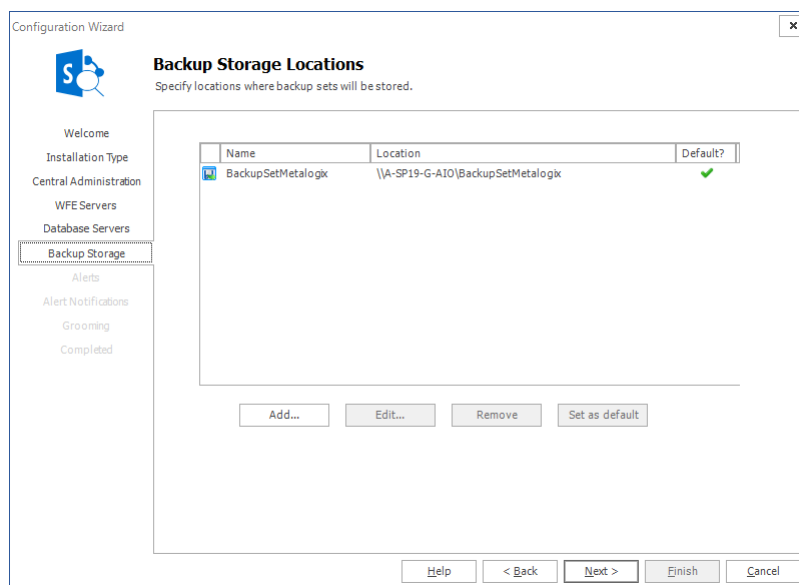 Configuration Wizard
Backup Storage Locations
Specify locations where backup sets will be stored.
Welcome
Installation Type
Central Administration
WFE Servers
Database Servers
Backup Storage
Alerts
Alert Notifications
Grooming
Completed
Name Location Default?
BackupSetMetalogix \\A-SP19-G-AIO\BackupSetMetalogix
Add... Edit... Remove Set as default
Help < Back Next > Finish Cancel